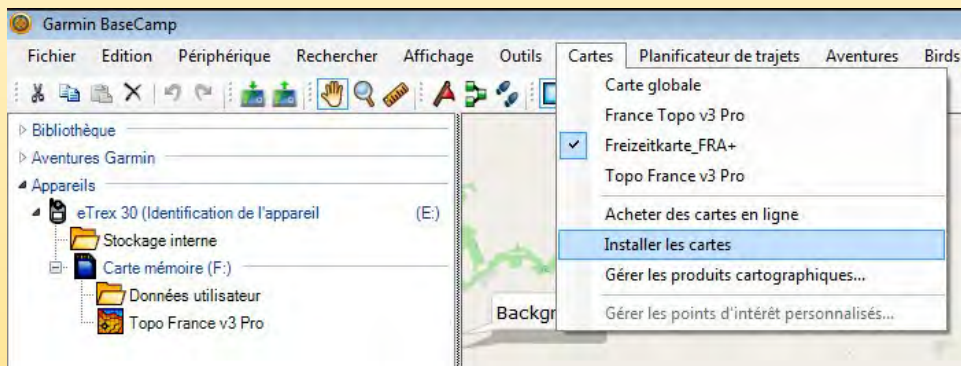 Garmin BaseCamp
Fichier Edition Périphérique Rechercher Affichage Outils Cartes Planificateur de trajets Aventures Birds
Bibliothèque
Aventures Garmin
Appareils
eTrex 30 (Identification de l'appareil (E:)
Stockage interne
Carte mémoire (F:)
Données utilisateur
Topo France v3 Pro
Carte globale
France Topo v3 Pro
Freizeitkarte_FRA+
Topo France v3 Pro
Acheter des cartes en ligne
Installer les cartes
Gérer les produits cartographiques...
Gérer les points d'intérêt personnalisés...
Backgr